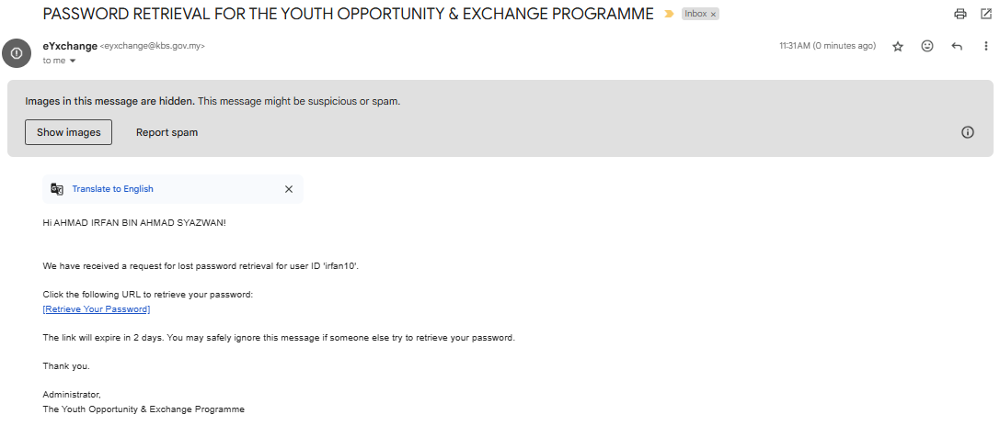 PASSWORD RETRIEVAL FOR THE YOUTH OPPORTUNITY & EXCHANGE PROGRAMME Inbox x
eYxchange <eyxchange@kbs.gov.my> 11:31 AM (0 minutes ago)
to me
Images in this message are hidden. This message might be suspicious or spam.
Show images Report spam
Translate to English
Hi AHMAD IRFAN BIN AHMAD SYAZWAN!
We have received a request for lost password retrieval for user ID 'irfan10'.
Click the following URL to retrieve your password:
[Retrieve Your Password]
The link will expire in 2 days. You may safely ignore this message if someone else try to retrieve your password.
Thank you.
Administrator,
The Youth Opportunity & Exchange Programme